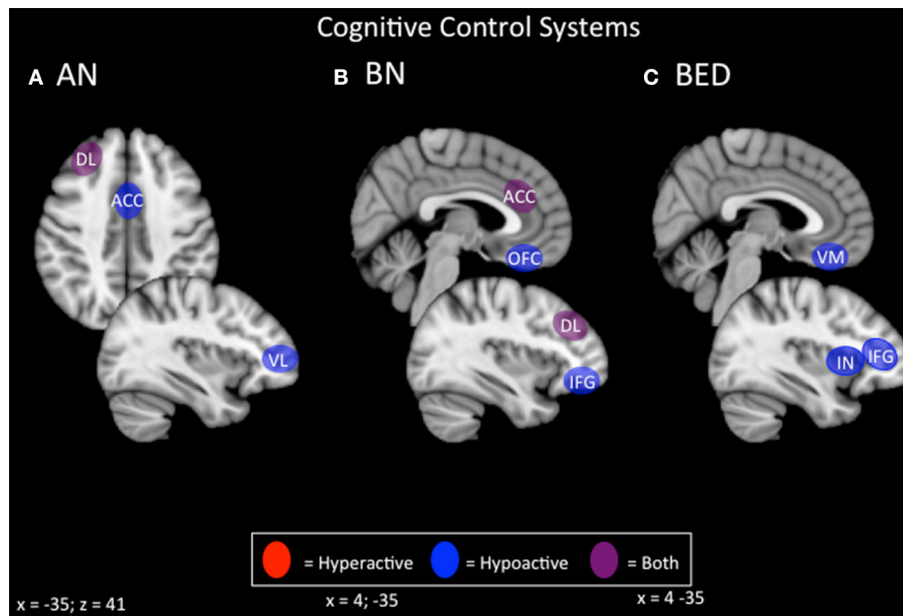 Cognitive Control Systems
A AN
B BN
C BED
DL
ACC
VL
ACC
OFC
DL
IFG
VM
IN
IFG
= Hyperactive
= Hypoactive
= Both
x = -35; z = 41
x = 4; -35
x = 4 -35